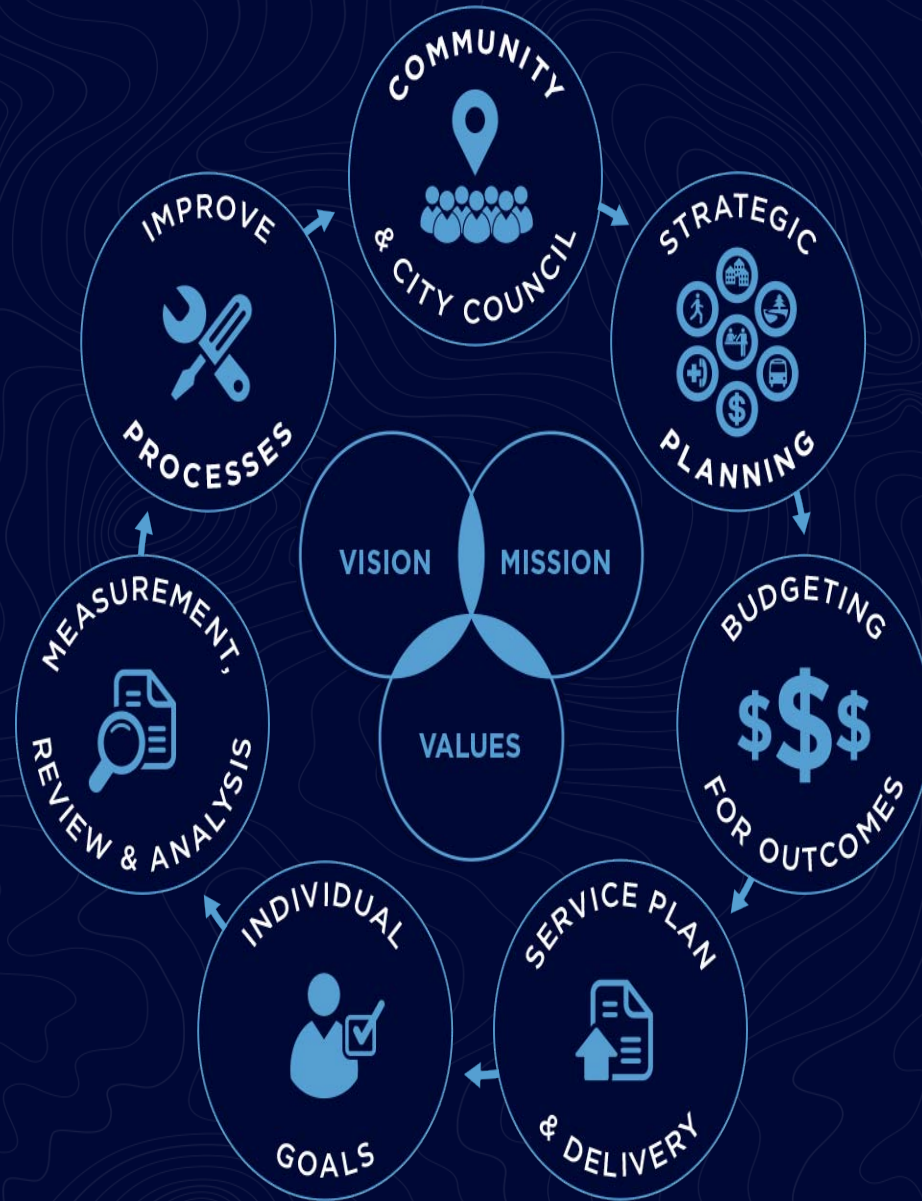 COMMUNITY
& CITY COUNCIL
STRATEGIC
PLANNING
BUDGETING
$$$
FOR OUTCOMES
SERVICE PLAN
& DELIVERY
INDIVIDUAL
GOALS
MEASUREMENT,
REVIEW & ANALYSIS
IMPROVE
PROCESSES
VISION
MISSION
VALUES